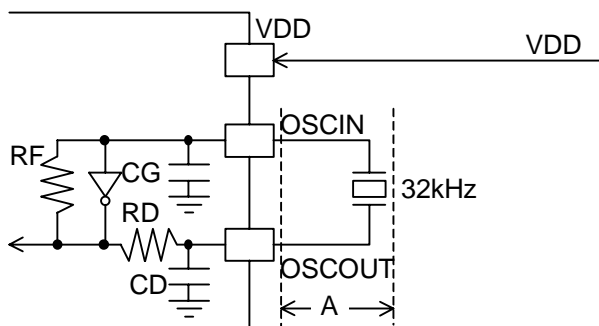 VDD
VDD
OSCIN
RF
CG
32kHz
RD
OSCOUT
CD
A